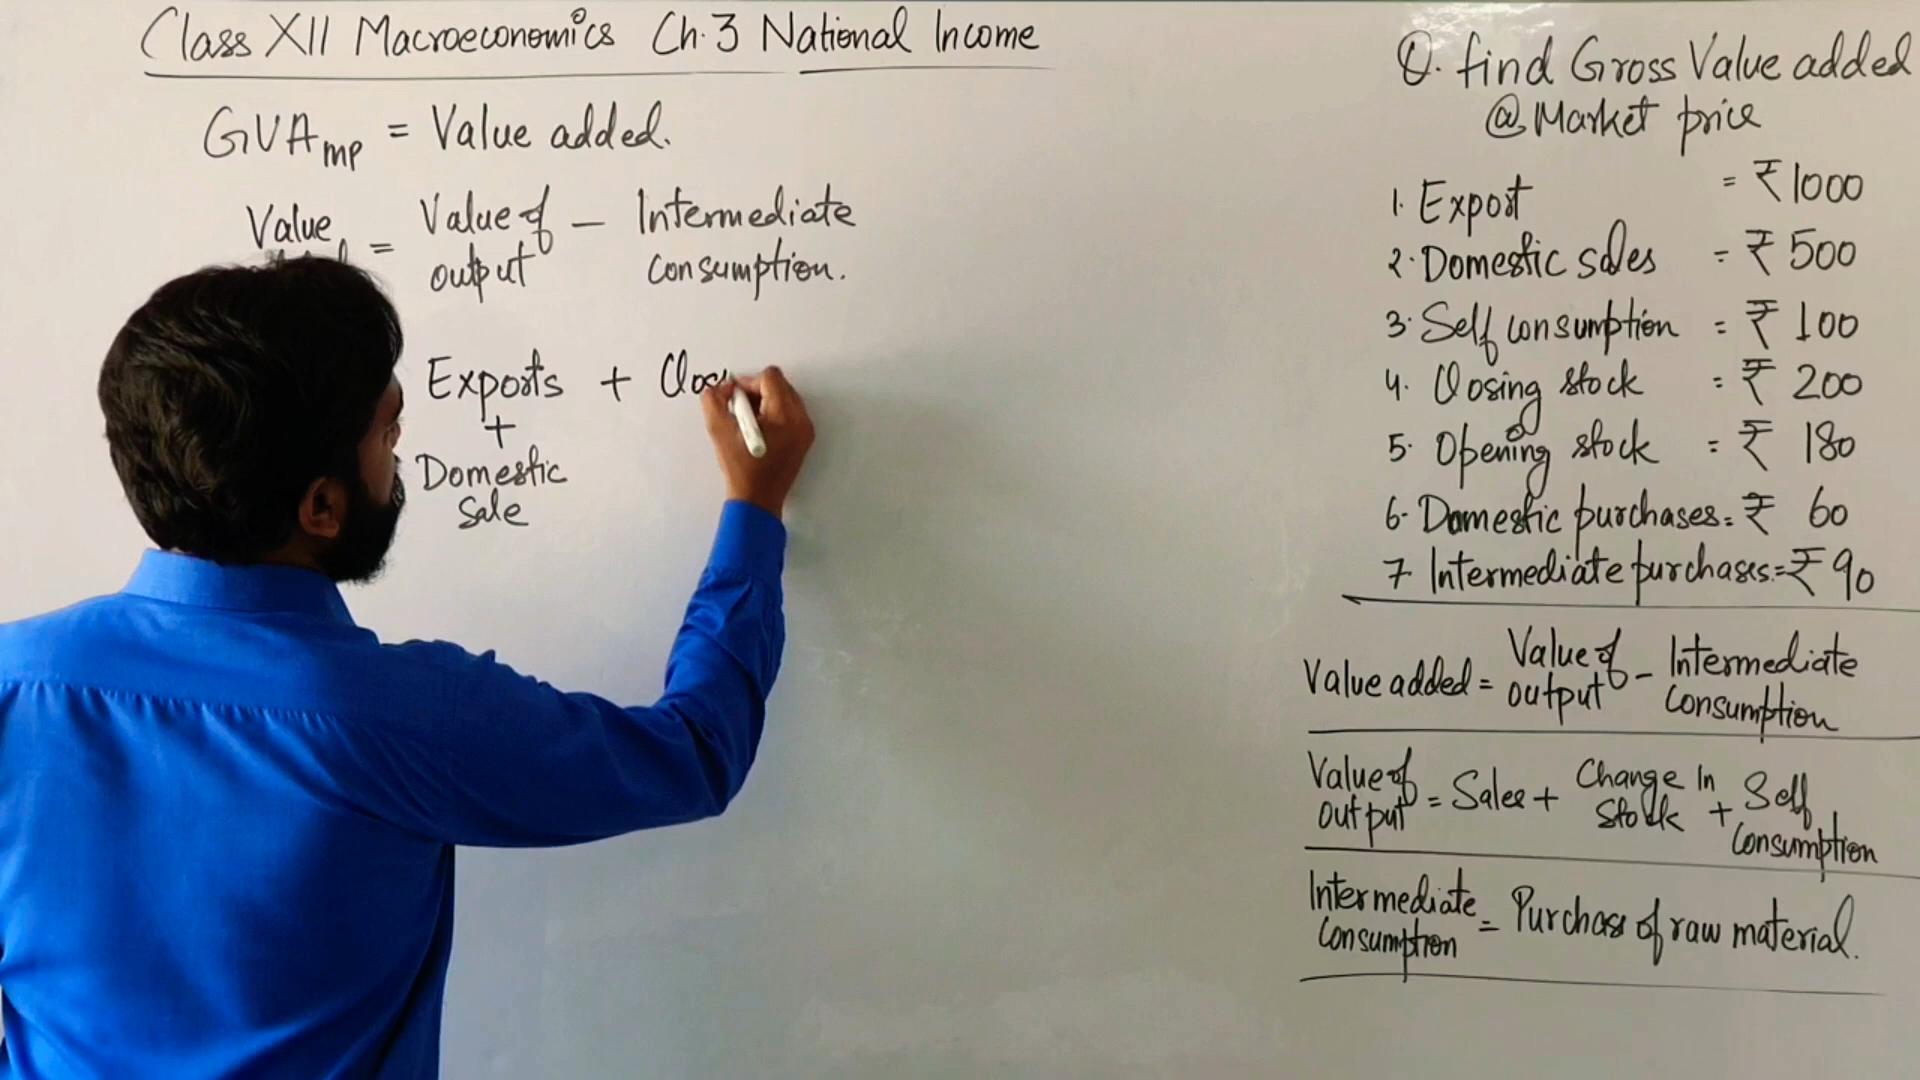 Class XII Macroeconomics Ch.3 National Income
GVA mp = Value added.
Value = Value of output - Intermediate consumption.
Exports + Clos
+
Domestic
Sale
Q. find Gross Value added
@ Market price
1. Export = ₹1000
2. Domestic sales = ₹ 500
3. Self consumption = ₹ 100
4. Closing stock = ₹ 200
5. Opening stock = ₹ 180
6. Domestic purchases = ₹ 60
7 Intermediate purchases = ₹ 90
Value added = Value of output - Intermediate Consumption
Value of output = Sales + Change In Stock + Self Consumption
Intermediate Consumption = Purchase of raw material.